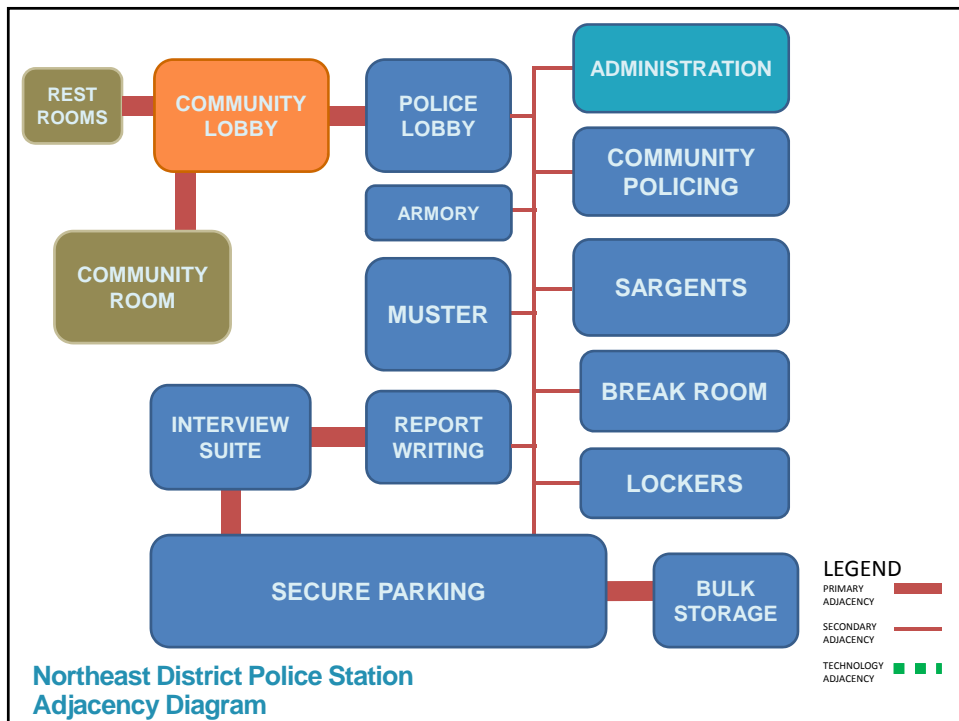 REST
ROOMS
COMMUNITY
LOBBY
POLICE
LOBBY
ADMINISTRATION
COMMUNITY
POLICING
ARMORY
COMMUNITY
ROOM
MUSTER
SARGENTS
INTERVIEW
SUITE
REPORT
WRITING
BREAK ROOM
LOCKERS
SECURE PARKING
BULK
STORAGE
LEGEND
PRIMARY
ADJACENCY
SECONDARY
ADJACENCY
TECHNOLOGY
ADJACENCY
Northeast District Police Station
Adjacency Diagram